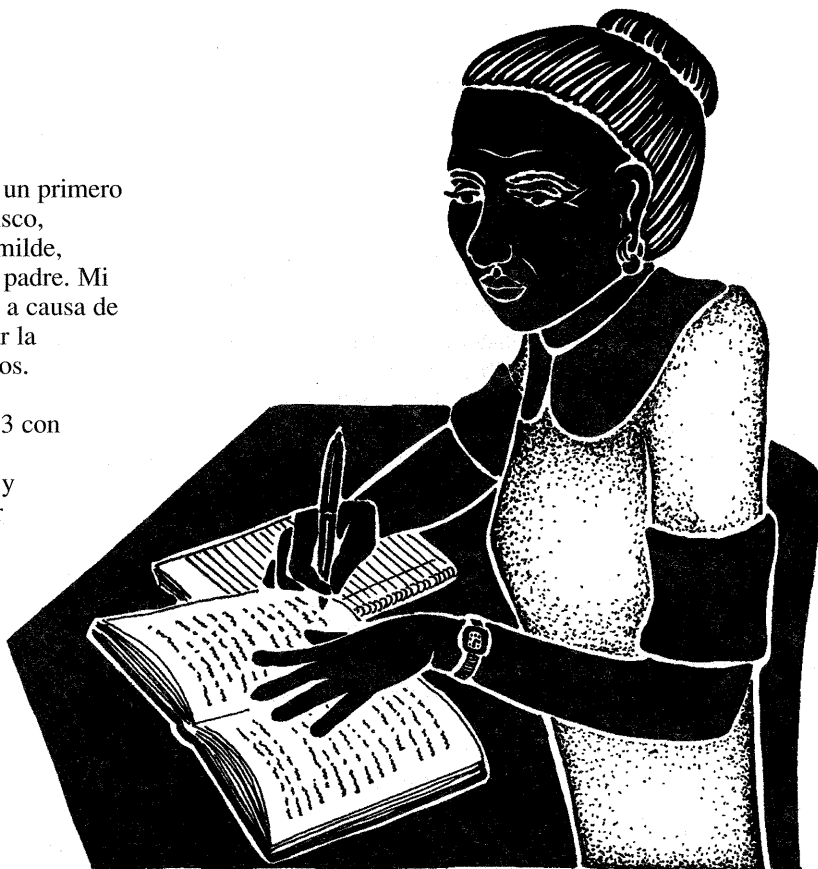 un primero
sco,
milde,
padre. Mi
a causa de
r la
os.
3 con
y
r